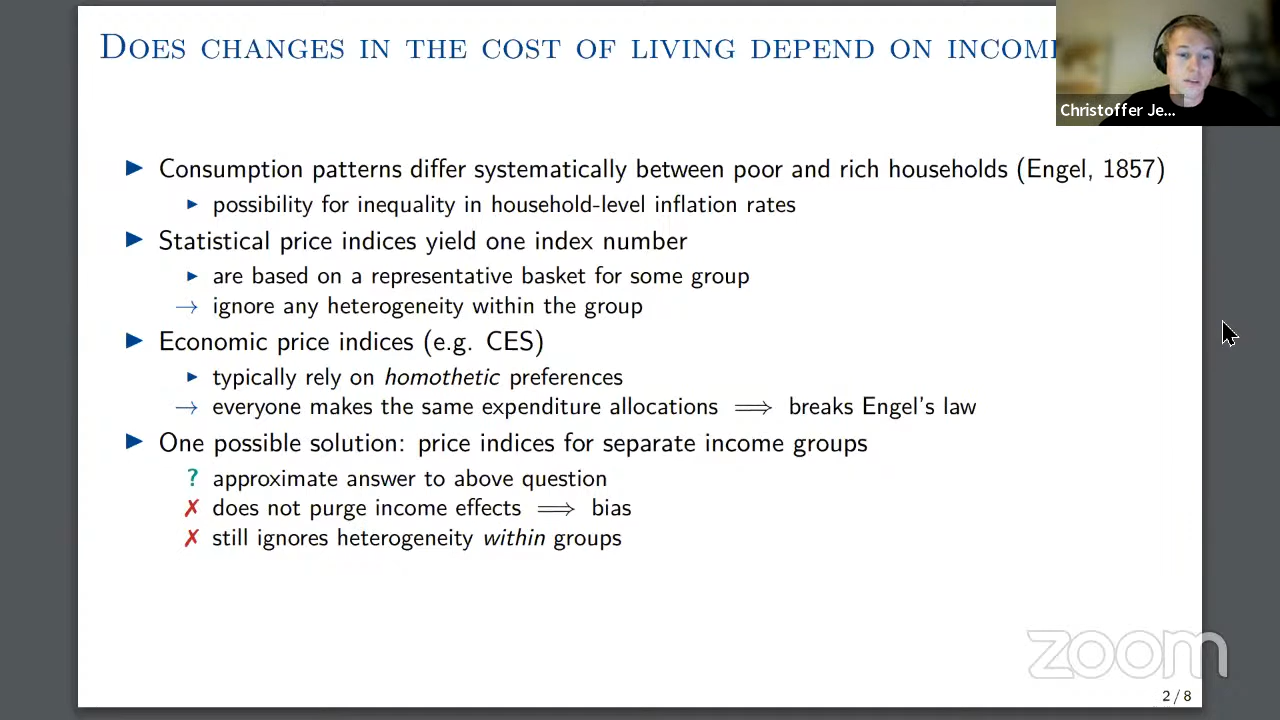 DOES CHANGES IN THE COST OF LIVING DEPEND ON INCOM
Christoffer Je...
▶ Consumption patterns differ systematically between poor and rich households (Engel, 1857)
▶ possibility for inequality in household-level inflation rates
▶ Statistical price indices yield one index number
▶ are based on a representative basket for some group
→ ignore any heterogeneity within the group
▶ Economic price indices (e.g. CES)
▶ typically rely on homothetic preferences
→ everyone makes the same expenditure allocations ⟹ breaks Engel's law
▶ One possible solution: price indices for separate income groups
? approximate answer to above question
✗ does not purge income effects ⟹ bias
✗ still ignores heterogeneity within groups
zoom
2 / 8